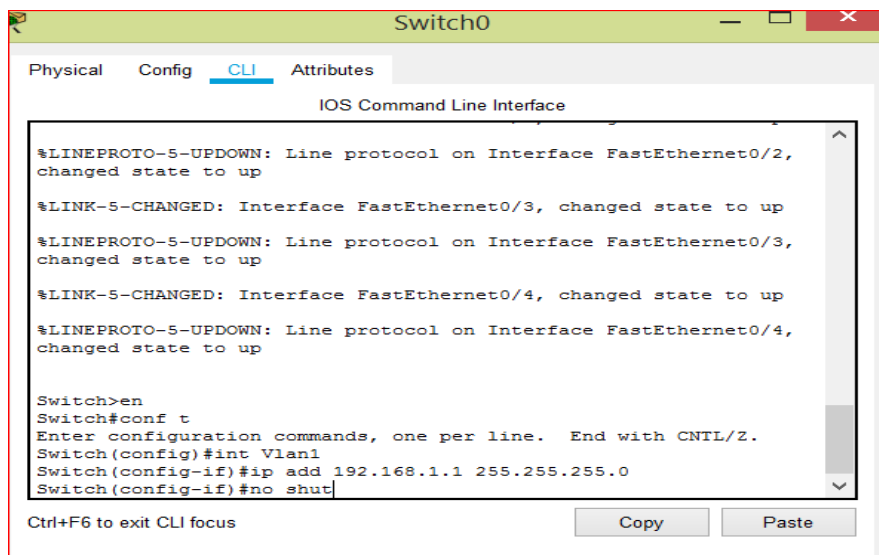 Switch0
Physical Config CLI Attributes
IOS Command Line Interface
%LINEPROTO-5-UPDOWN: Line protocol on Interface FastEthernet0/2,
changed state to up
%LINK-5-CHANGED: Interface FastEthernet0/3, changed state to up
%LINEPROTO-5-UPDOWN: Line protocol on Interface FastEthernet0/3,
changed state to up
%LINK-5-CHANGED: Interface FastEthernet0/4, changed state to up
%LINEPROTO-5-UPDOWN: Line protocol on Interface FastEthernet0/4,
changed state to up
Switch>en
Switch#conf t
Enter configuration commands, one per line.  End with CNTL/Z.
Switch(config)#int Vlan1
Switch(config-if)#ip add 192.168.1.1 255.255.255.0
Switch(config-if)#no shut
Ctrl+F6 to exit CLI focus Copy Paste